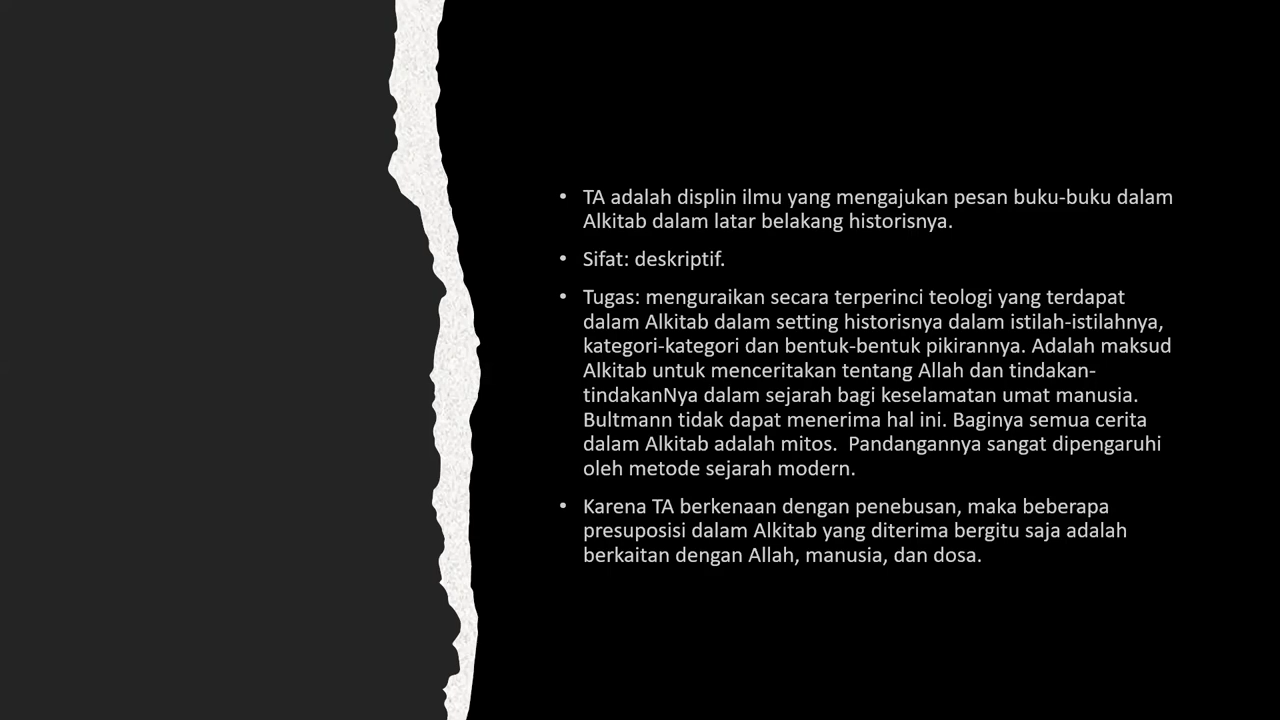 • TA adalah displin ilmu yang mengajukan pesan buku-buku dalam
Alkitab dalam latar belakang historisnya.
• Sifat: deskriptif.
• Tugas: menguraikan secara terperinci teologi yang terdapat
dalam Alkitab dalam setting historisnya dalam istilah-istilahnya,
kategori-kategori dan bentuk-bentuk pikirannya. Adalah maksud
Alkitab untuk menceritakan tentang Allah dan tindakan-
tindakanNya dalam sejarah bagi keselamatan umat manusia.
Bultmann tidak dapat menerima hal ini. Baginya semua cerita
dalam Alkitab adalah mitos.  Pandangannya sangat dipengaruhi
oleh metode sejarah modern.
• Karena TA berkenaan dengan penebusan, maka beberapa
presuposisi dalam Alkitab yang diterima bergitu saja adalah
berkaitan dengan Allah, manusia, dan dosa.